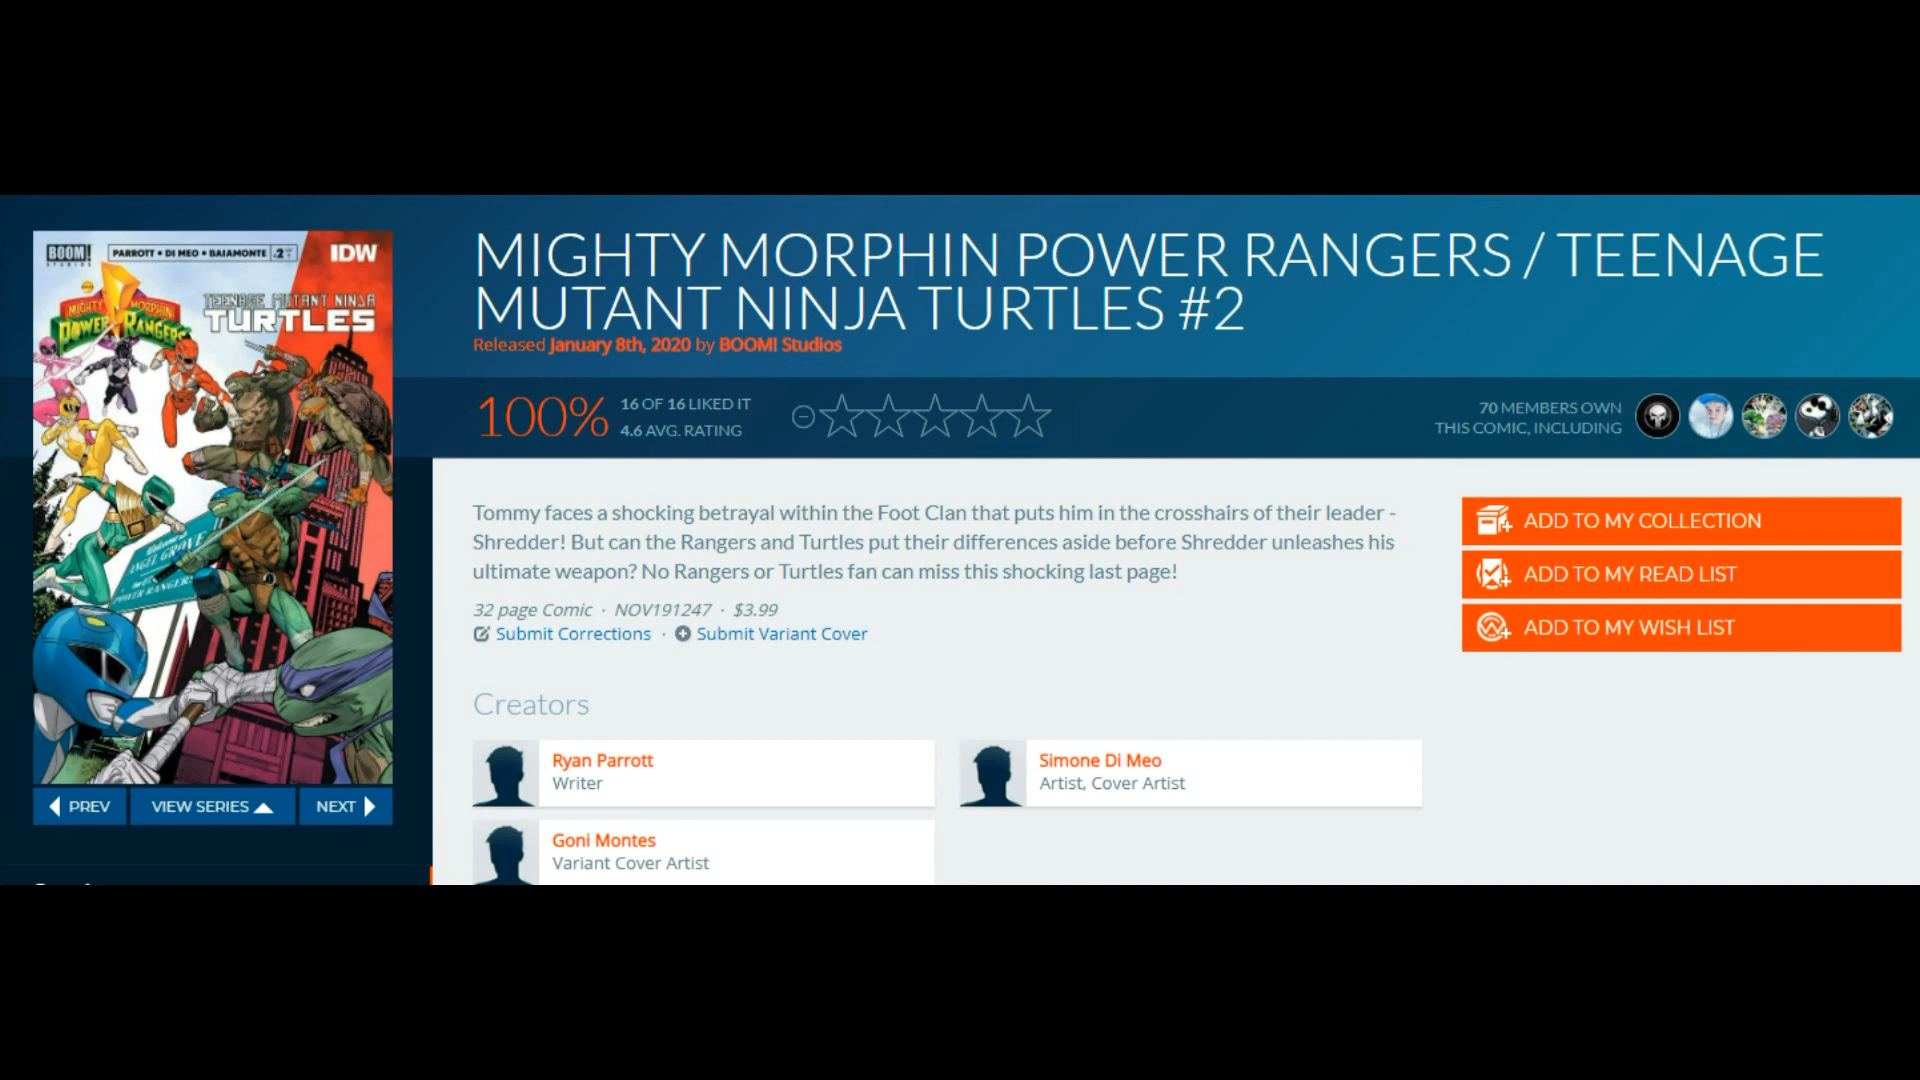 BOOM!
STUDIOS
PARROTT • DI MEO • BAIAMONTE
2
IDW
MIGHTY MORPHIN
POWER RANGERS
TEENAGE MUTANT NINJA
TURTLES
Welcome to
ANGEL GROVE
POWER RANGERS
PREV
VIEW SERIES
NEXT
MIGHTY MORPHIN POWER RANGERS / TEENAGE
MUTANT NINJA TURTLES #2
Released January 8th, 2020 by BOOM! Studios
100%
16 OF 16 LIKED IT
4.6 AVG. RATING
70 MEMBERS OWN
THIS COMIC, INCLUDING
Tommy faces a shocking betrayal within the Foot Clan that puts him in the crosshairs of their leader -
Shredder! But can the Rangers and Turtles put their differences aside before Shredder unleashes his
ultimate weapon? No Rangers or Turtles fan can miss this shocking last page!
32 page Comic · NOV191247 · $3.99
Submit Corrections · Submit Variant Cover
ADD TO MY COLLECTION
ADD TO MY READ LIST
ADD TO MY WISH LIST
Creators
Ryan Parrott
Writer
Simone Di Meo
Artist, Cover Artist
Goni Montes
Variant Cover Artist